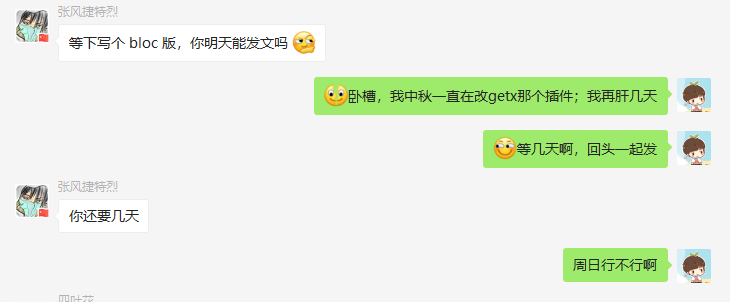 张风捷特烈
等下写个 bloc 版，你明天能发文吗
卧槽，我中秋一直在改getx那个插件；我再肝几天
等几天啊，回头一起发
张风捷特烈
你还要几天
周日行不行啊